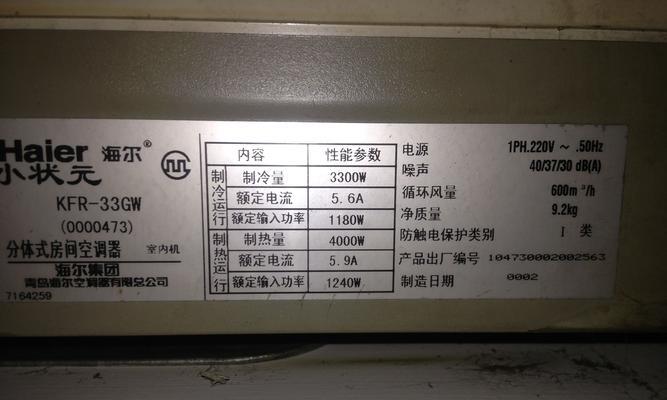 Haier 海尔®
小状元
KFR-33GW
(0000473)
分体式房间空调器 室内机
海尔集团
青岛海尔空调器有限总公司
7164259
内容 性能参数
制冷运行
制冷量 3300W
额定电流 5.6A
额定输入功率 1180W
制热运行
制热量 4000W
额定电流 5.9A
额定输入功率 1240W
电源 1PH.220V ~ .50Hz
噪声 40/37/30 dB(A)
循环风量 600m³/h
净质量 9.2kg
防触电保护类别 I 类
产品出厂编号 104730002002563
制造日期 0002